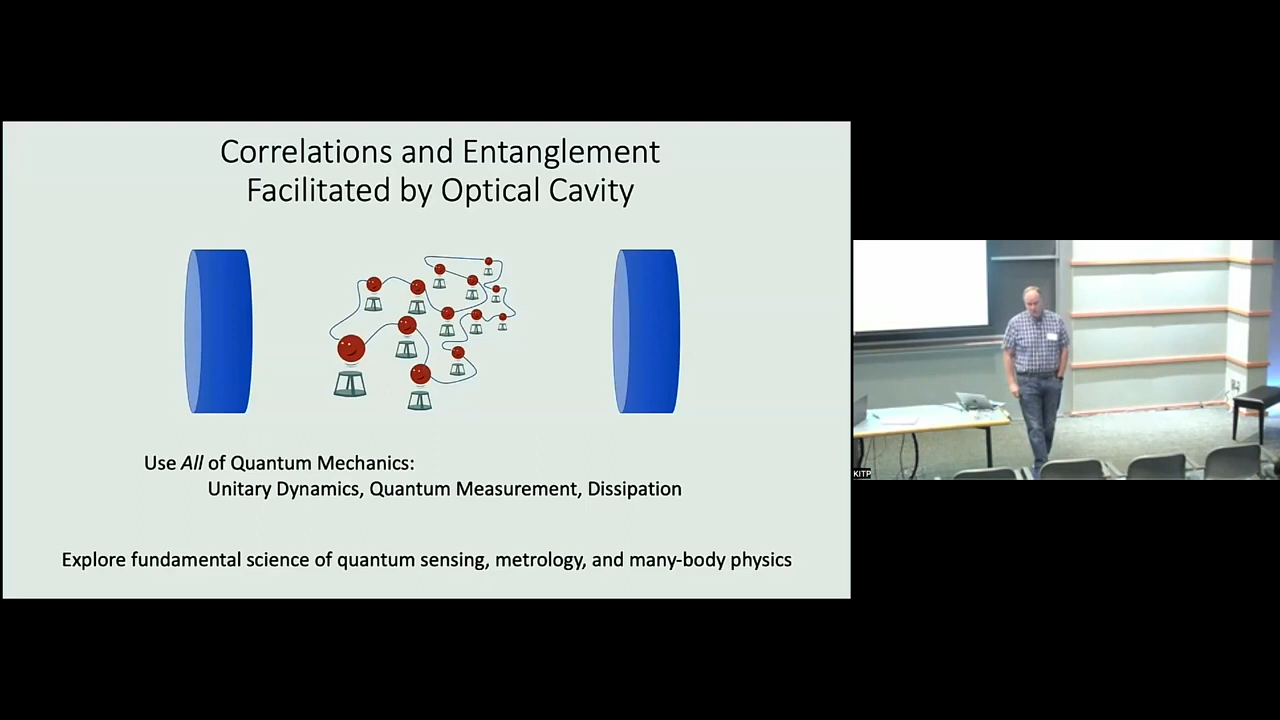 Correlations and Entanglement
Facilitated by Optical Cavity
Use All of Quantum Mechanics:
Unitary Dynamics, Quantum Measurement, Dissipation
Explore fundamental science of quantum sensing, metrology, and many-body physics
KITP